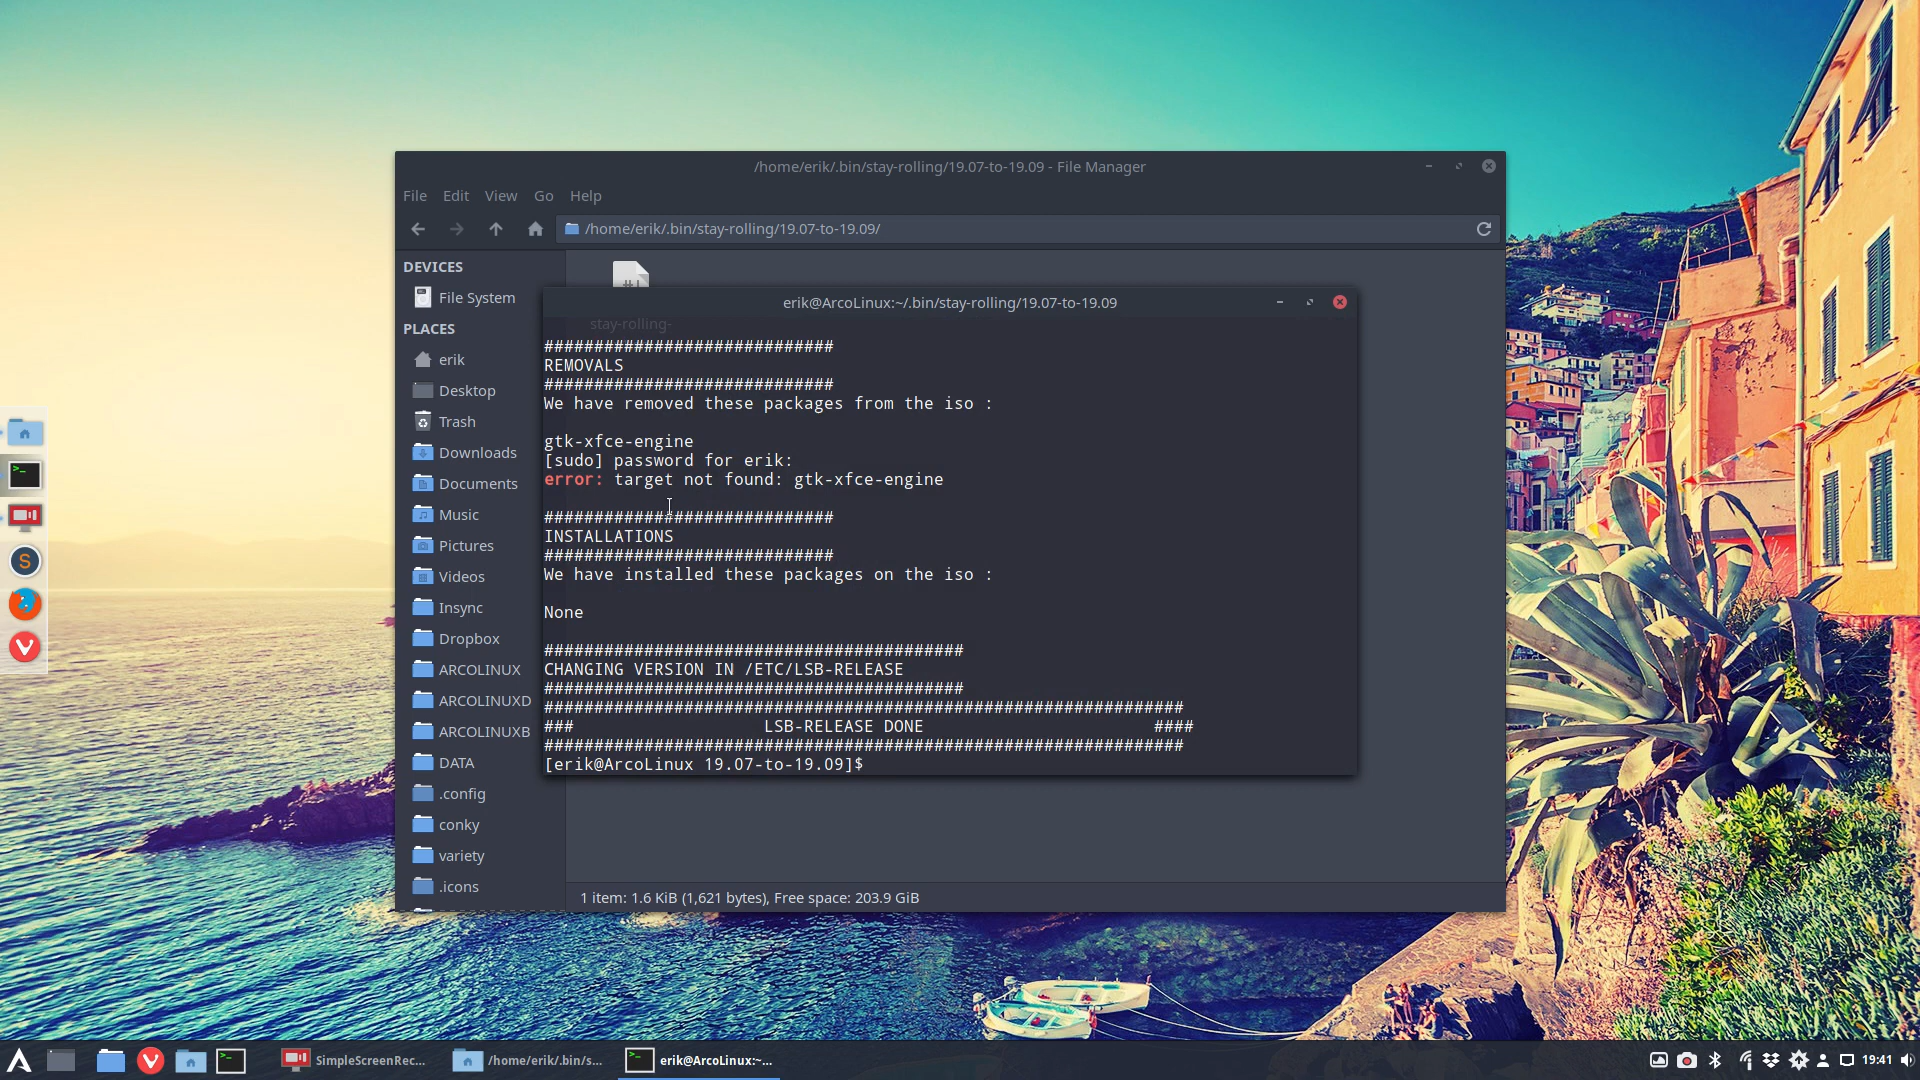 /home/erik/.bin/stay-rolling/19.07-to-19.09 - File Manager
File Edit View Go Help
/home/erik/.bin/stay-rolling/19.07-to-19.09/
DEVICES
File System
PLACES
erik
Desktop
Trash
Downloads
Documents
Music
Pictures
Videos
Insync
Dropbox
ARCOLINUX
ARCOLINUXD
ARCOLINUXB
DATA
.config
conky
variety
.icons
#!
stay-rolling-
1 item: 1.6 KiB (1,621 bytes), Free space: 203.9 GiB
erik@ArcoLinux:~/.bin/stay-rolling/19.07-to-19.09
#############################
REMOVALS
#############################
We have removed these packages from the iso :
gtk-xfce-engine
[sudo] password for erik:
error: target not found: gtk-xfce-engine
#############################
INSTALLATIONS
#############################
We have installed these packages on the iso :
None
##########################################
CHANGING VERSION IN /ETC/LSB-RELEASE
##########################################
################################################################
### LSB-RELEASE DONE ####
################################################################
[erik@ArcoLinux 19.07-to-19.09]$
SimpleScreenRec...
/home/erik/.bin/s...
erik@ArcoLinux:~...
19:41